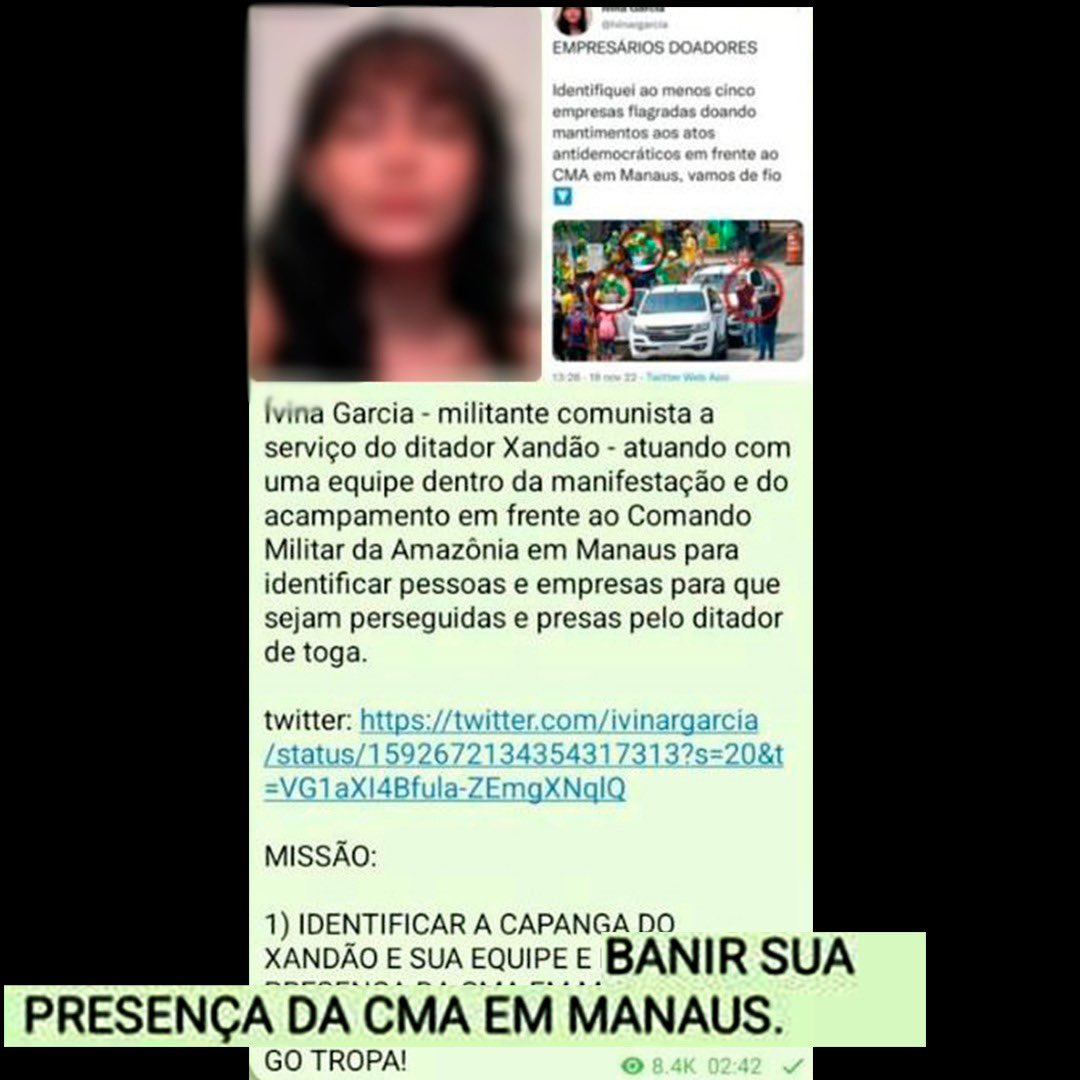 Ivina Garcia
@ivinargarcia
EMPRESÁRIOS DOADORES
Identifiquei ao menos cinco
empresas flagradas doando
mantimentos aos atos
antidemocráticos em frente ao
CMA em Manaus, vamos de fio
13:26 · 18 nov 22 · Twitter Web App
Ívina Garcia - militante comunista a
serviço do ditador Xandão - atuando com
uma equipe dentro da manifestação e do
acampamento em frente ao Comando
Militar da Amazônia em Manaus para
identificar pessoas e empresas para que
sejam perseguidas e presas pelo ditador
de toga.
twitter: https://twitter.com/ivinargarcia
/status/1592672134354317313?s=20&t
=VG1aXI4Bfula-ZEmgXNqlQ
MISSÃO:
1) IDENTIFICAR A CAPANGA DO
XANDÃO E SUA EQUIPE E BANIR SUA
PRESENÇA DA CMA EM MANAUS.
GO TROPA!
8.4K 02:42